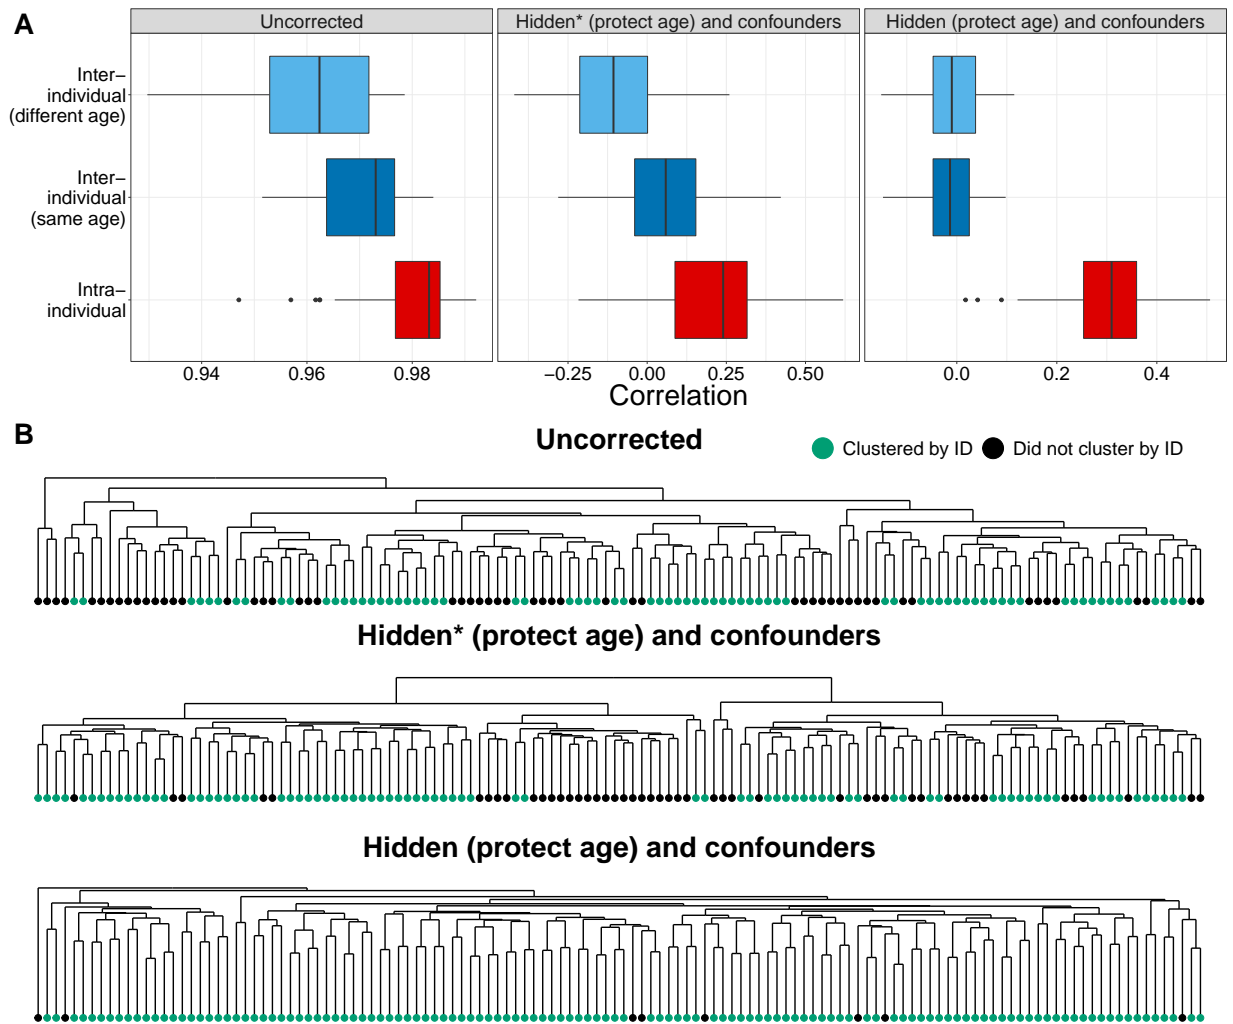 A
Uncorrected
Hidden* (protect age) and confounders
Hidden (protect age) and confounders
Inter–
individual
(different age)
Inter–
individual
(same age)
Intra–
individual
0.94 0.96 0.98
−0.25 0.00 0.25 0.50
0.0 0.2 0.4
Correlation
B
Uncorrected
Clustered by ID Did not cluster by ID
Hidden* (protect age) and confounders
Hidden (protect age) and confounders